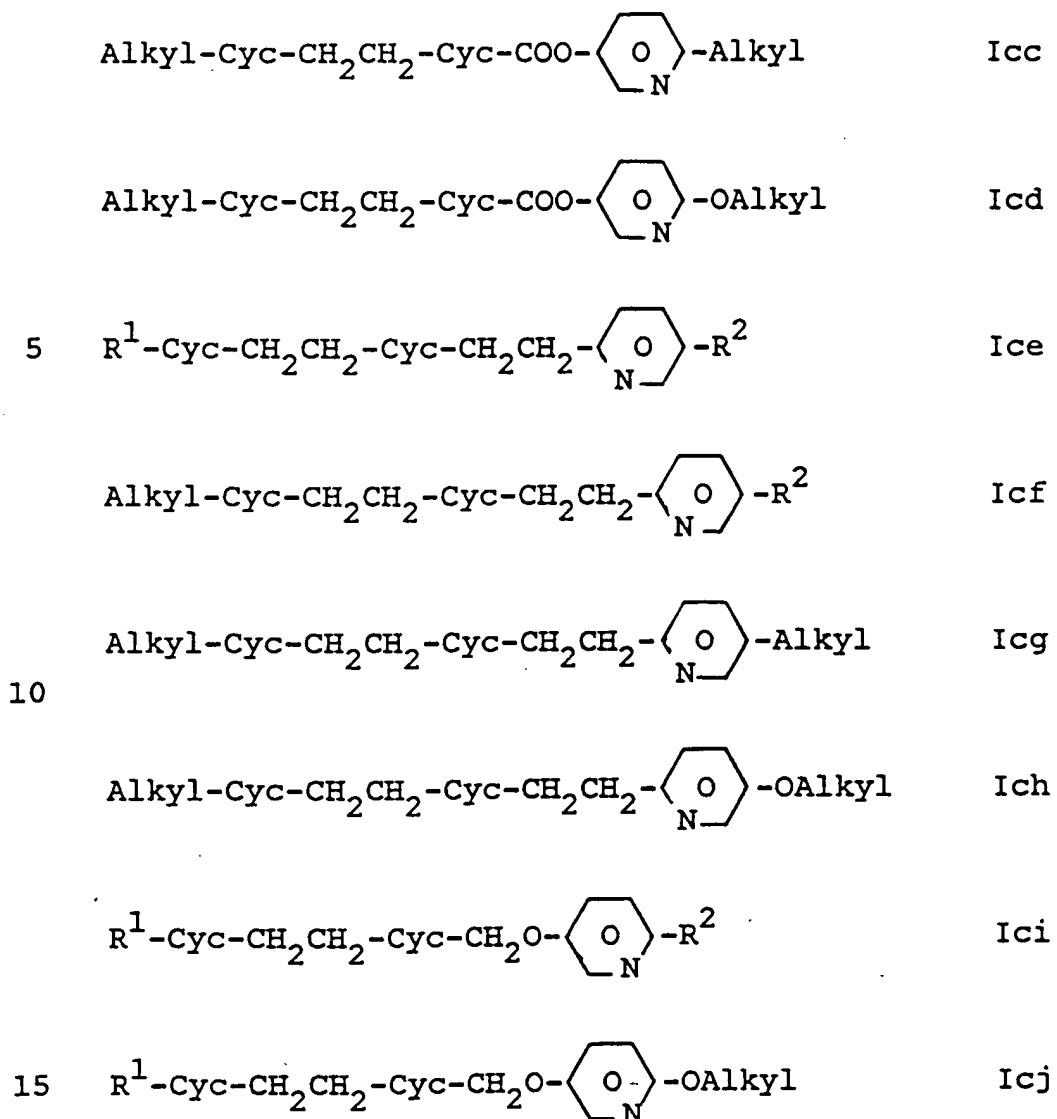 Alkyl-Cyc-CH2CH2-Cyc-COO- O N -Alkyl Icc
Alkyl-Cyc-CH2CH2-Cyc-COO- O N -OAlkyl Icd
5 R1-Cyc-CH2CH2-Cyc-CH2CH2- O N -R2 Ice
Alkyl-Cyc-CH2CH2-Cyc-CH2CH2- O N -R2 Icf
Alkyl-Cyc-CH2CH2-Cyc-CH2CH2- O N -Alkyl Icg
10
Alkyl-Cyc-CH2CH2-Cyc-CH2CH2- O N -OAlkyl Ich
R1-Cyc-CH2CH2-Cyc-CH2O- O N -R2 Ici
15 R1-Cyc-CH2CH2-Cyc-CH2O- O N -OAlkyl Icj